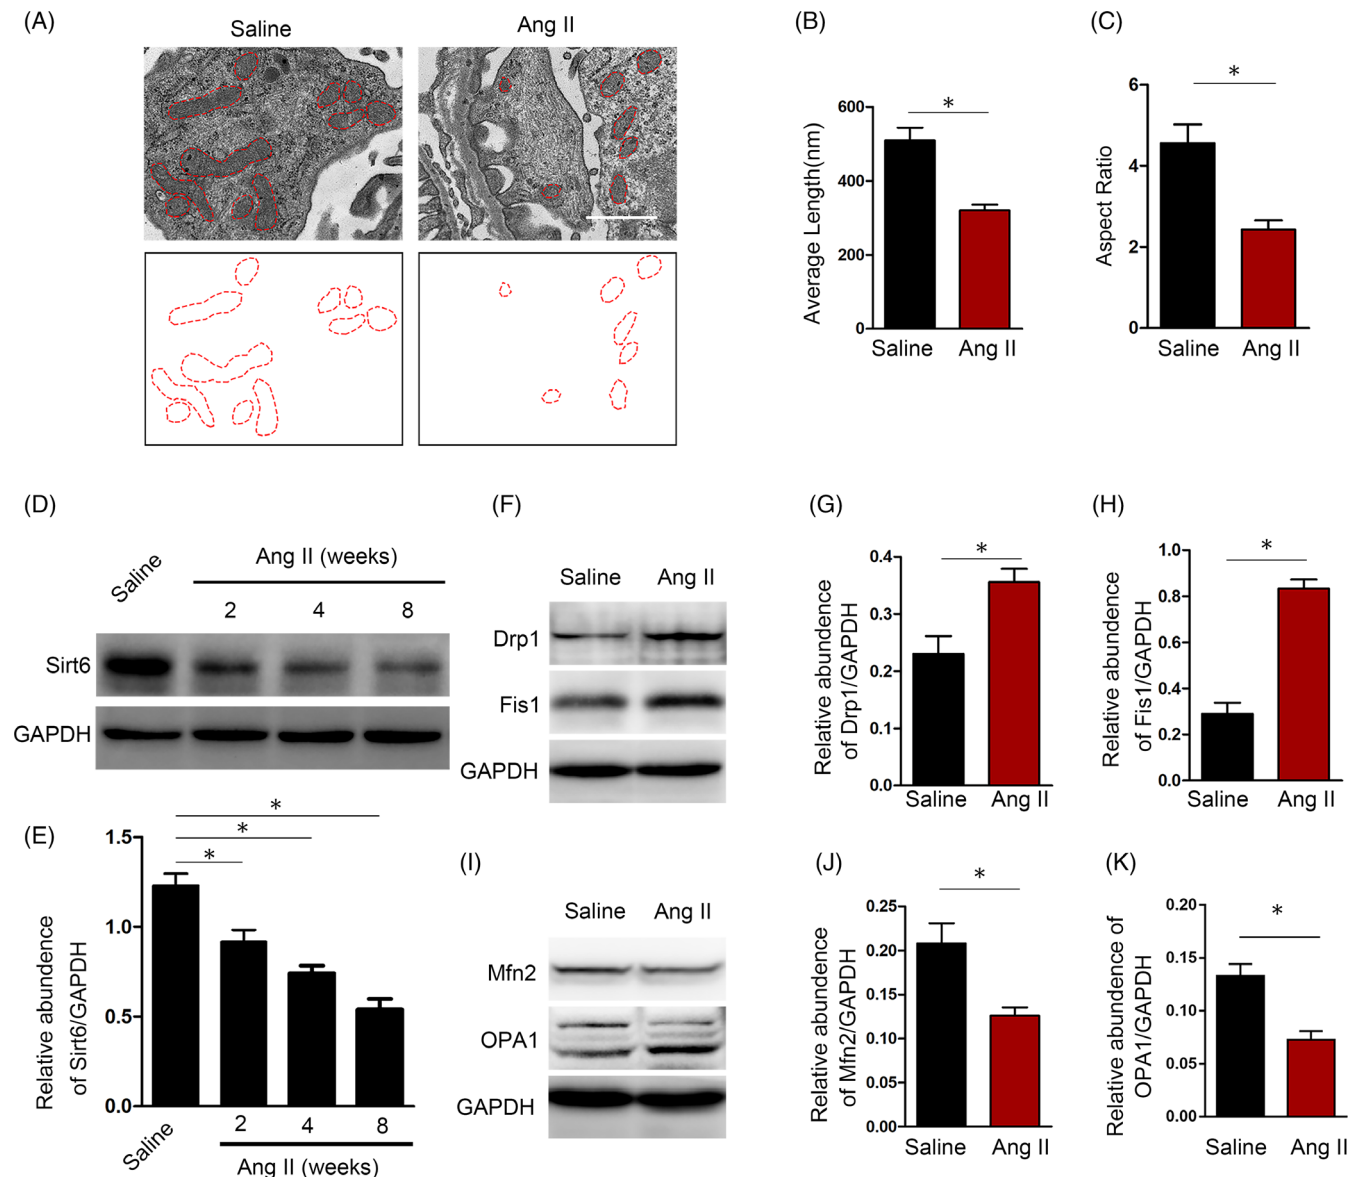 (A)
Saline
Ang II
(B)
Average Length(nm)
600
400
200
0
*
Saline
Ang II
(C)
Aspect Ratio
6
4
2
0
*
Saline
Ang II
(D)
Saline
Ang II (weeks)
2 4 8
Sirt6
GAPDH
(E)
Relative abundence
of Sirt6/GAPDH
1.5
1.0
0.5
0.0
*
*
*
Saline
2 4 8
Ang II (weeks)
(F)
Saline Ang II
Drp1
Fis1
GAPDH
(G)
Relative abundence
of Drp1/GAPDH
0.4
0.3
0.2
0.1
0.0
*
Saline Ang II
(H)
Relative abundence
of Fis1/GAPDH
1.0
0.8
0.6
0.4
0.2
0.0
*
Saline Ang II
(I)
Saline Ang II
Mfn2
OPA1
GAPDH
(J)
Relative abundence
of Mfn2/GAPDH
0.25
0.20
0.15
0.10
0.05
0.00
*
Saline Ang II
(K)
Relative abundence of
OPA1/GAPDH
0.20
0.15
0.10
0.05
0.00
*
Saline Ang II